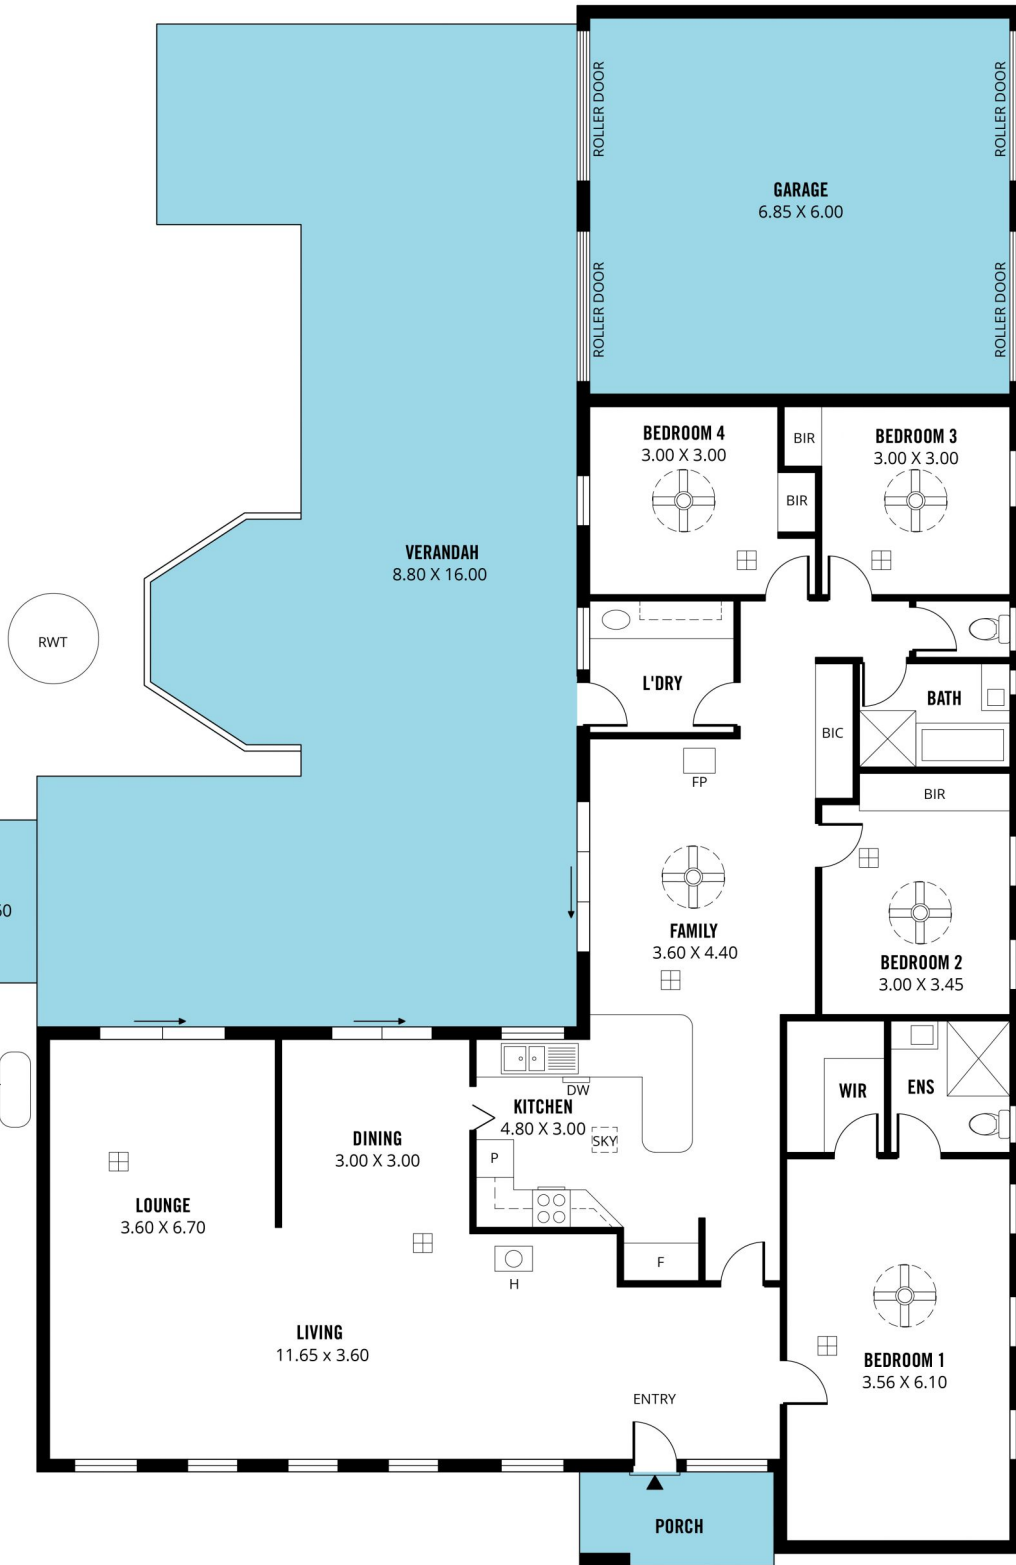 ROLLER DOOR
ROLLER DOOR
GARAGE
6.85 X 6.00
ROLLER DOOR
ROLLER DOOR
BEDROOM 4
3.00 X 3.00
BIR
BEDROOM 3
3.00 X 3.00
BIR
VERANDAH
8.80 X 16.00
RWT
L'DRY
BATH
BIC
FP
BIR
FAMILY
3.60 X 4.40
BEDROOM 2
3.00 X 3.45
WIR
ENS
DW
KITCHEN
4.80 X 3.00
SKY
DINING
3.00 X 3.00
P
LOUNGE
3.60 X 6.70
F
H
LIVING
11.65 x 3.60
BEDROOM 1
3.56 X 6.10
ENTRY
PORCH